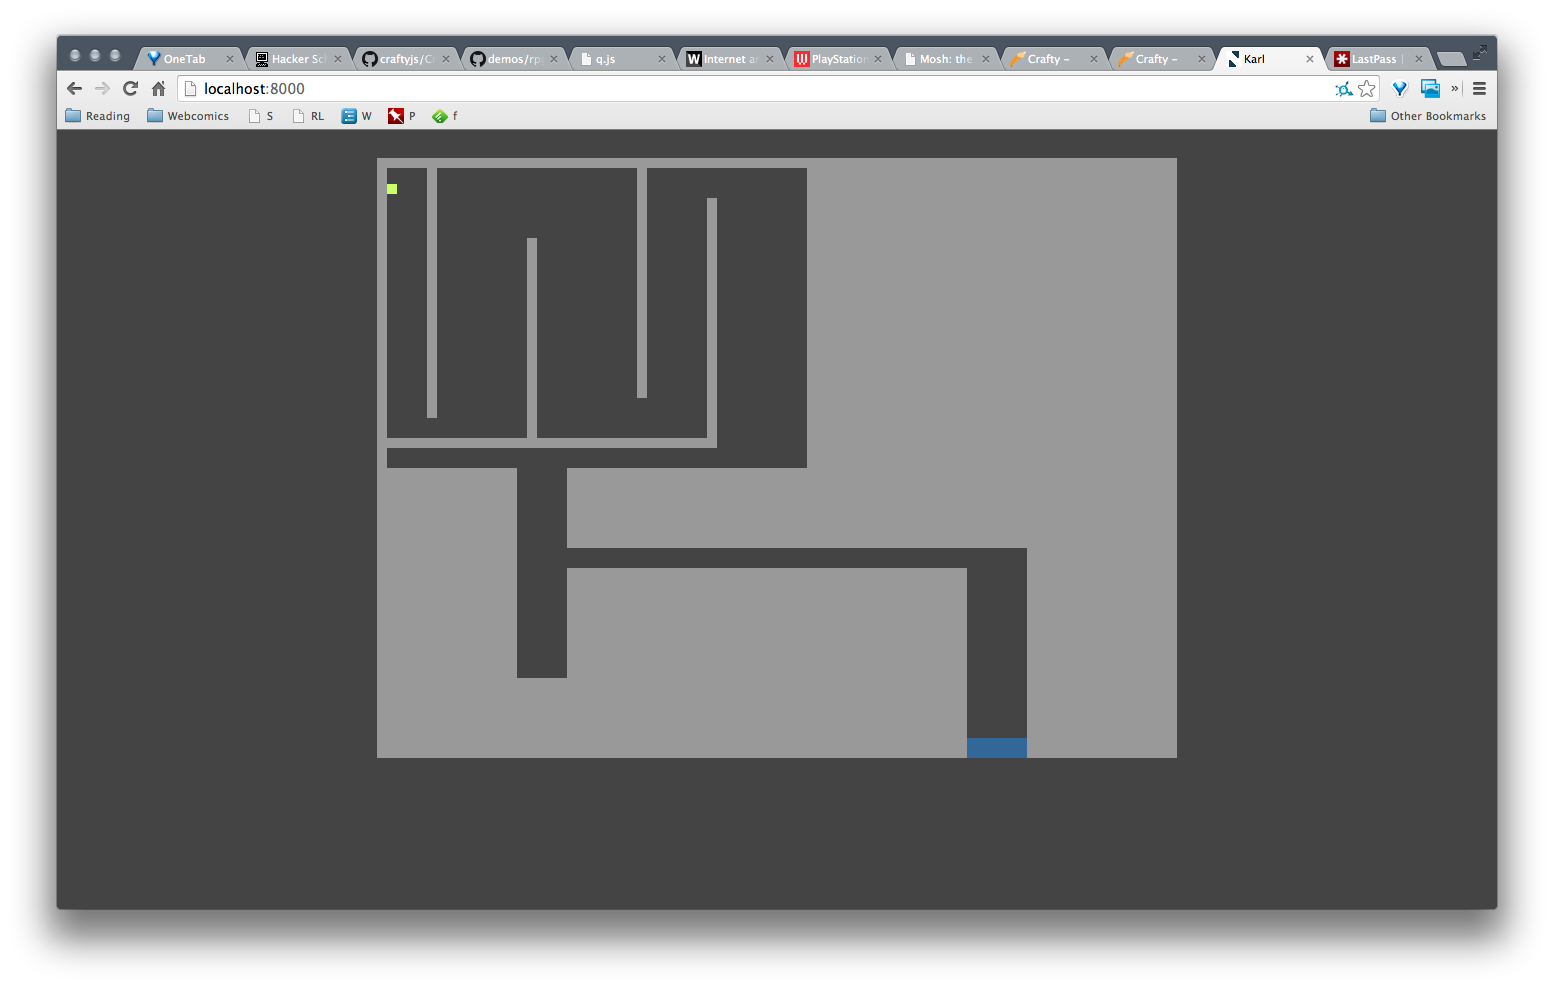 OneTab Hacker Sc craftyjs/C demos/rp q.js Internet a PlayStation Mosh: the Crafty – Crafty – Karl LastPass
localhost:8000 »
Reading Webcomics S RL W P f Other Bookmarks